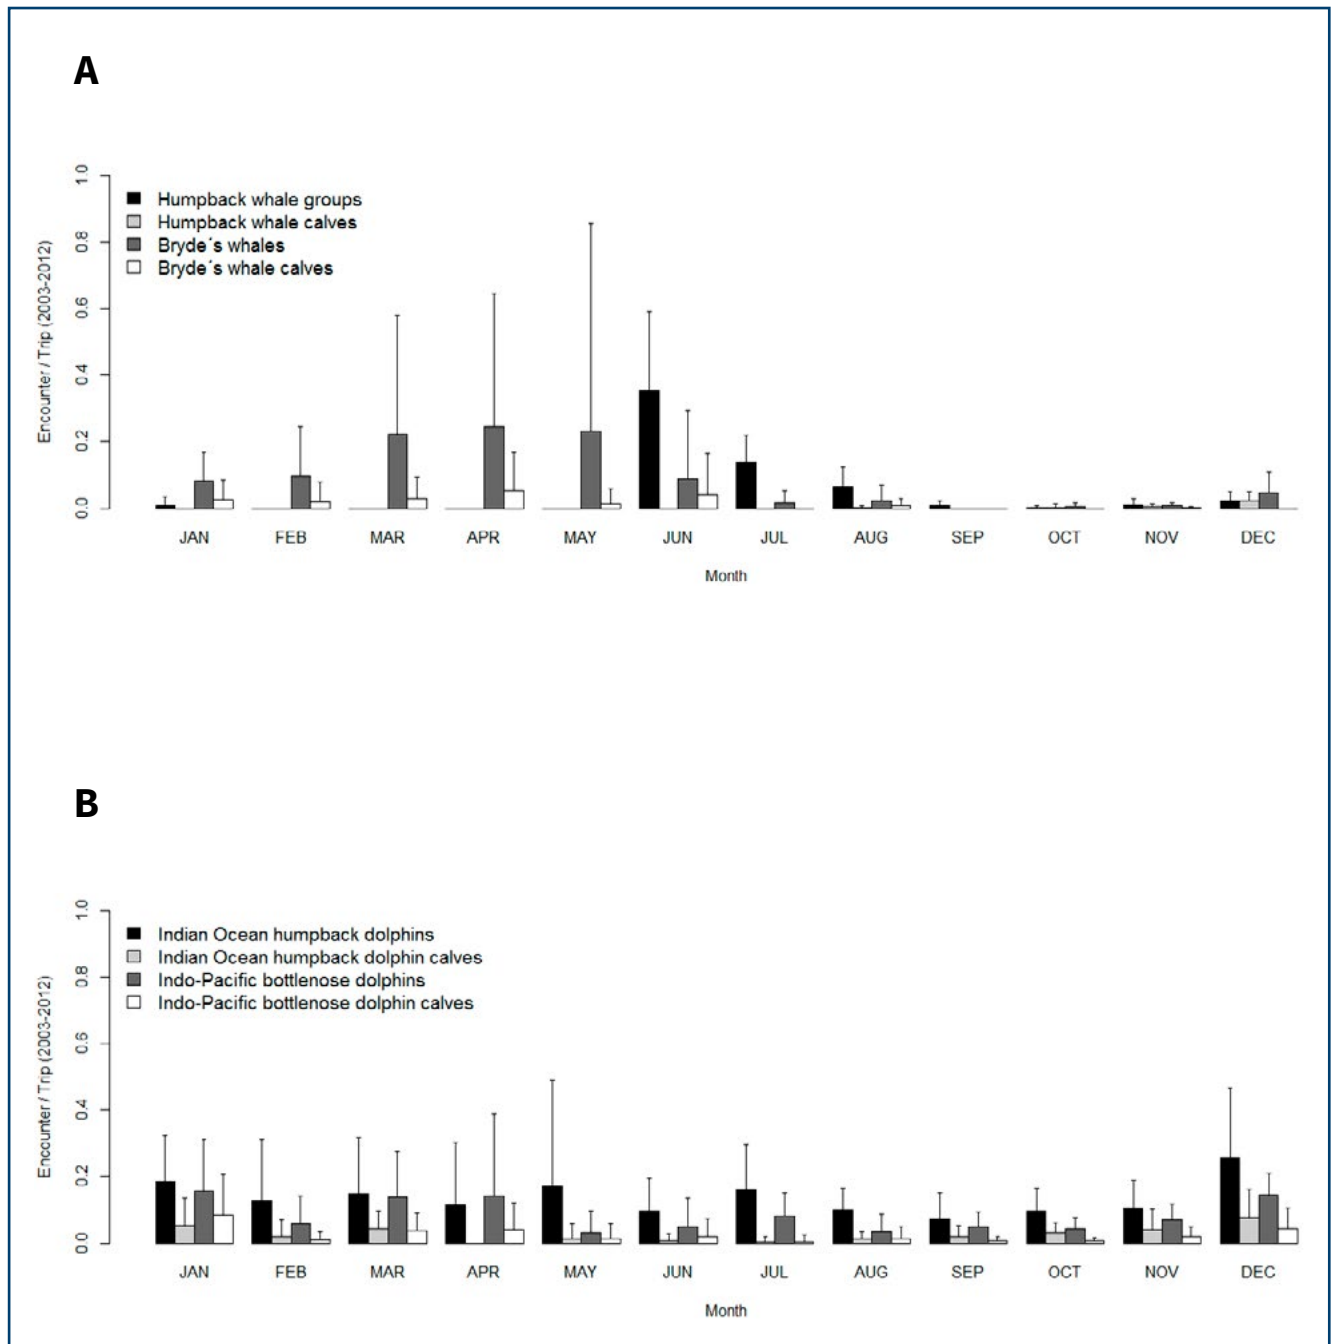 A
1.0
0.8
0.6
0.4
0.2
0.0
Encounter / Trip (2003-2012)
Humpback whale groups
Humpback whale calves
Bryde´s whales
Bryde´s whale calves
JAN FEB MAR APR MAY JUN JUL AUG SEP OCT NOV DEC
Month
B
1.0
0.8
0.6
0.4
0.2
0.0
Encounter / Trip (2003-2012)
Indian Ocean humpback dolphins
Indian Ocean humpback dolphin calves
Indo-Pacific bottlenose dolphins
Indo-Pacific bottlenose dolphin calves
JAN FEB MAR APR MAY JUN JUL AUG SEP OCT NOV DEC
Month